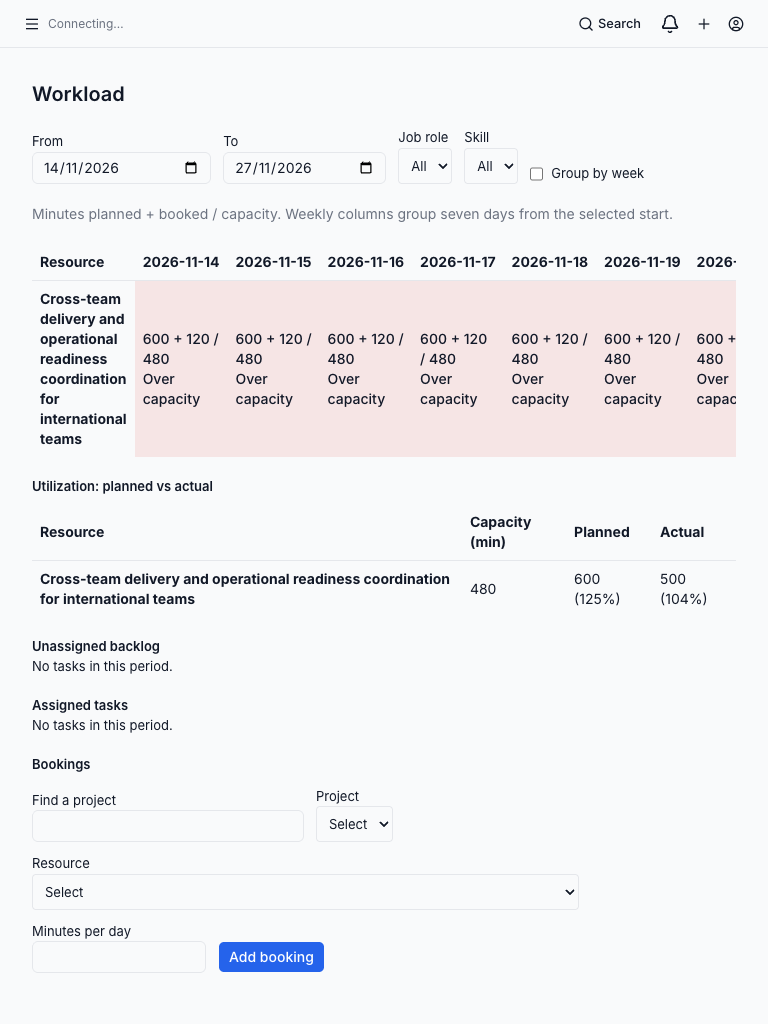 Connecting...
Search
Workload
From
To
Job role
Skill
14/11/2026
27/11/2026
All
All
Group by week
Minutes planned + booked / capacity. Weekly columns group seven days from the selected start.
Resource 2026-11-14 2026-11-15 2026-11-16 2026-11-17 2026-11-18 2026-11-19 2026-
Cross-team
delivery and
operational
readiness
coordination
for
international
teams
600 + 120 /
480
Over
capacity
600 + 120 /
480
Over
capacity
600 + 120 /
480
Over
capacity
600 + 120
/ 480
Over
capacity
600 + 120 /
480
Over
capacity
600 + 120 /
480
Over
capacity
600 +
480
Over
capac
Utilization: planned vs actual
Resource
Capacity
(min)
Planned
Actual
Cross-team delivery and operational readiness coordination
for international teams
480
600
(125%)
500
(104%)
Unassigned backlog
No tasks in this period.
Assigned tasks
No tasks in this period.
Bookings
Find a project
Project
Select
Resource
Select
Minutes per day
Add booking